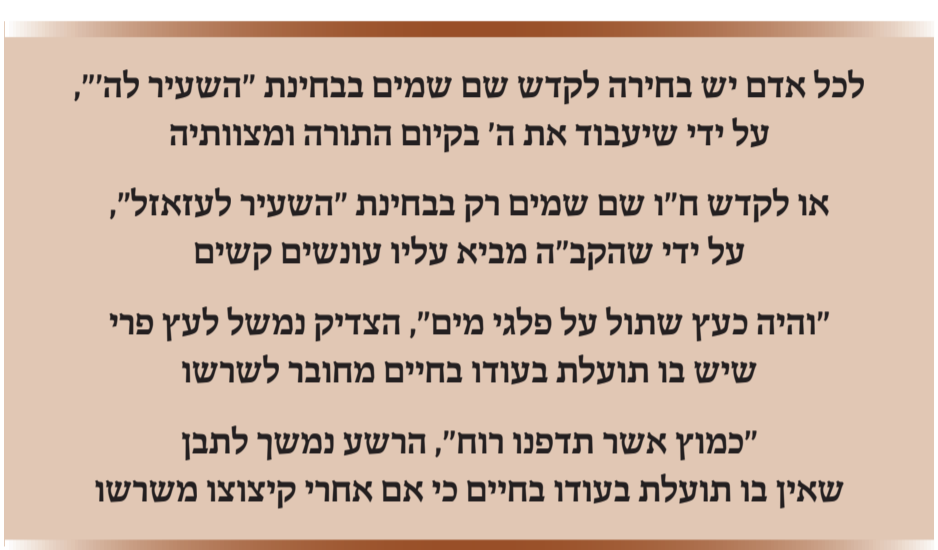 לכל אדם יש בחירה לקדש שם שמים בבחינת "השעיר לה'",
על ידי שיעבוד את ה' בקיום התורה ומצוותיה
או לקדש ח"ו שם שמים רק בבחינת "השעיר לעזאזל",
על ידי שהקב"ה מביא עליו עונשים קשים
"והיה כעץ שתול על פלגי מים", הצדיק נמשל לעץ פרי
שיש בו תועלת בעודו בחיים מחובר לשרשו
"כמוץ אשר תדפנו רוח", הרשע נמשך לתבן
שאין בו תועלת בעודו בחיים כי אם אחרי קיצוצו משרשו